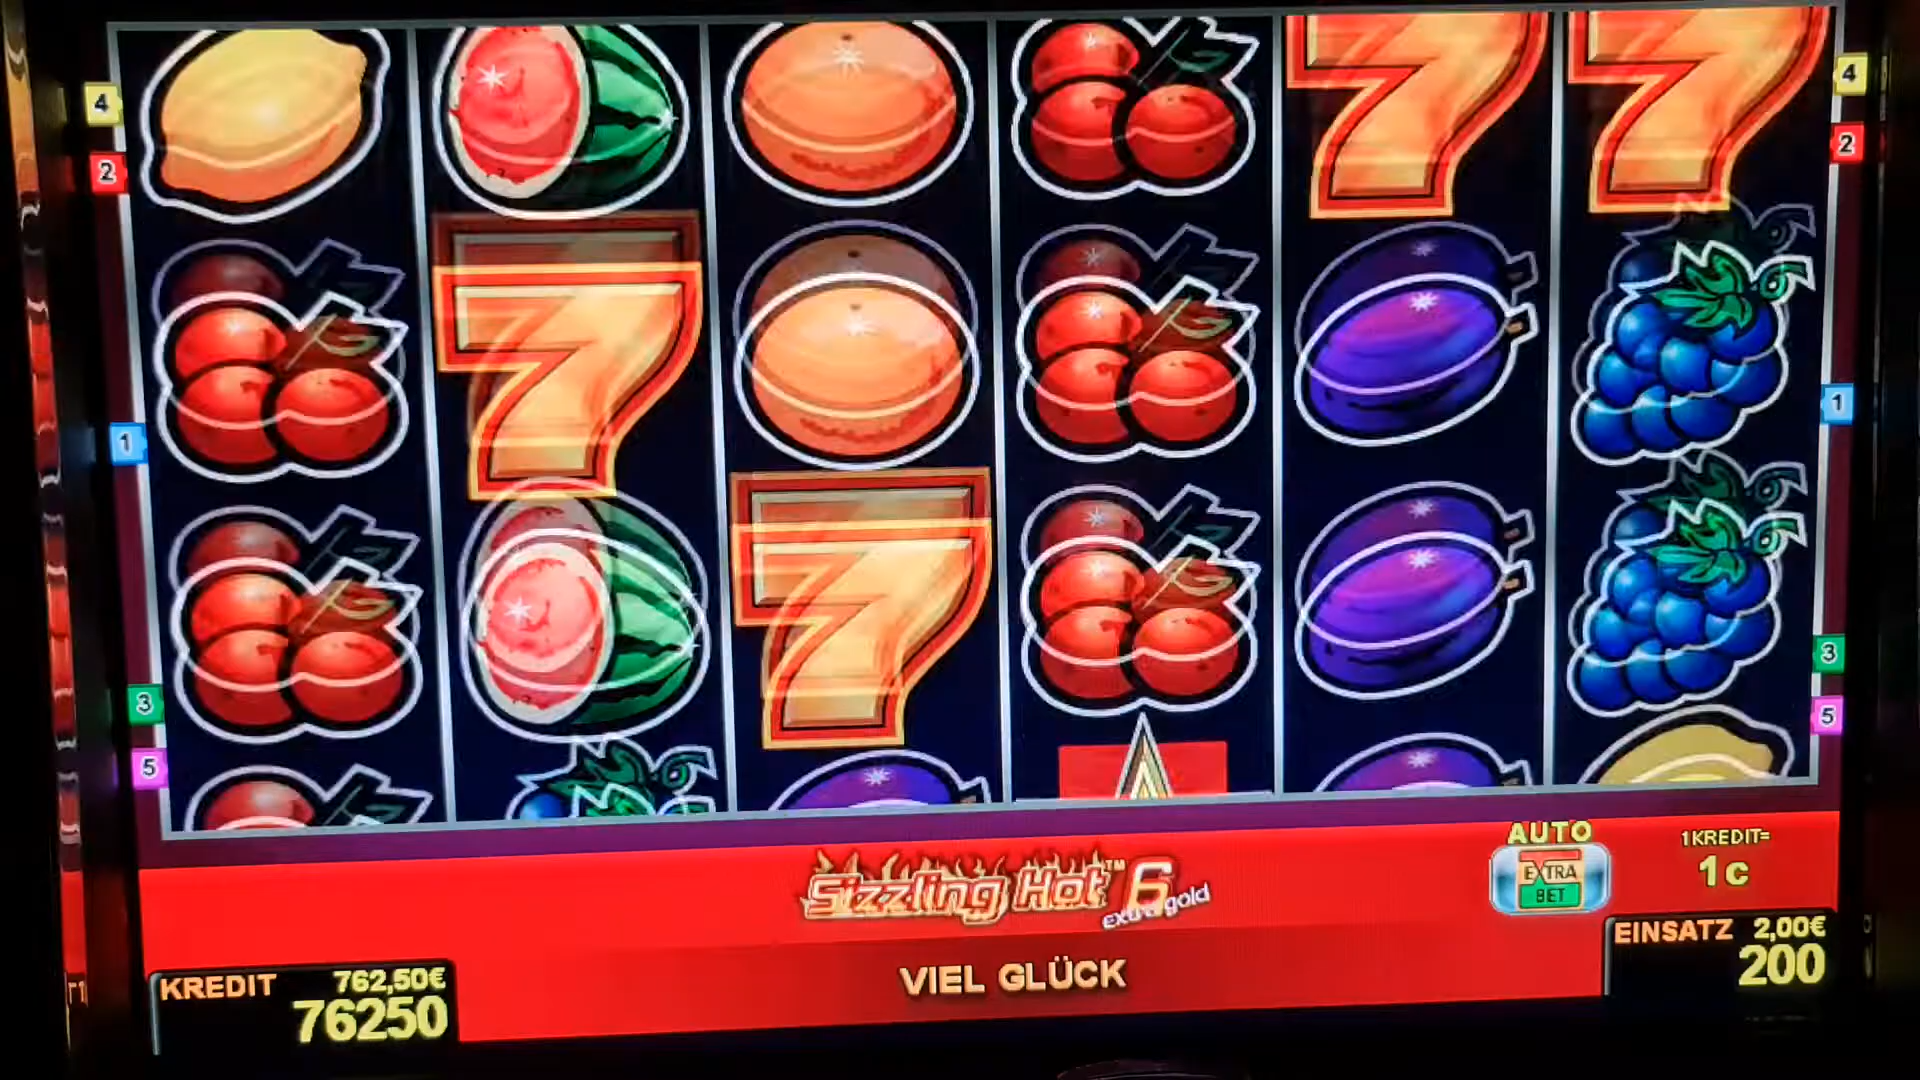 4
4
2
2
1
1
3
3
5
5
AUTO
EXTRA
BET
1KREDIT=
1c
Sizzling Hot™ 6
extra gold
EINSATZ 2,00€
200
VIEL GLÜCK
KREDIT 762,50€
76250